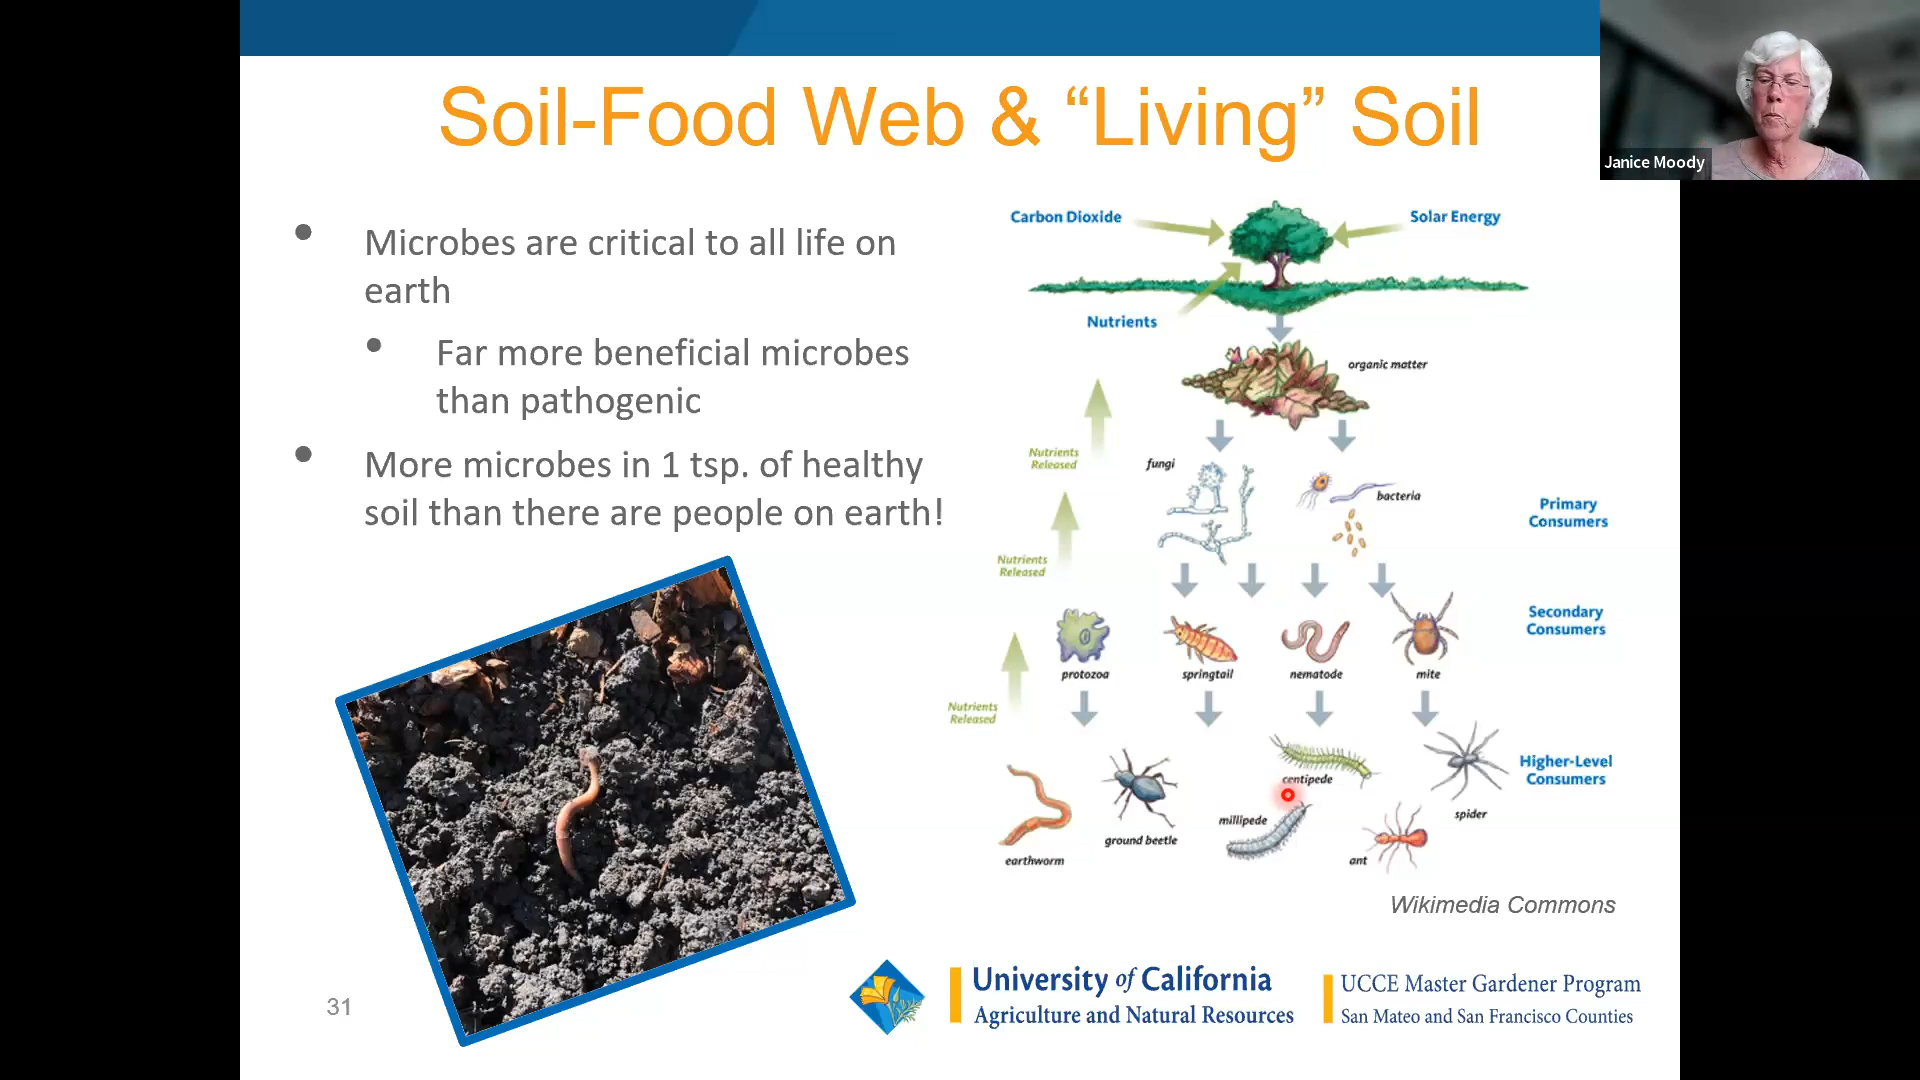 Soil-Food Web & “Living” Soil
Janice Moody
• Microbes are critical to all life on
earth
• Far more beneficial microbes
than pathogenic
• More microbes in 1 tsp. of healthy
soil than there are people on earth!
Carbon Dioxide
Solar Energy
Nutrients
organic matter
Nutrients
Released
fungi
bacteria
Primary
Consumers
Nutrients
Released
Secondary
Consumers
protozoa
springtail
nematode
mite
Nutrients
Released
centipede
Higher-Level
Consumers
millipede
spider
ground beetle
earthworm
ant
Wikimedia Commons
31
University of California
Agriculture and Natural Resources
UCCE Master Gardener Program
San Mateo and San Francisco Counties